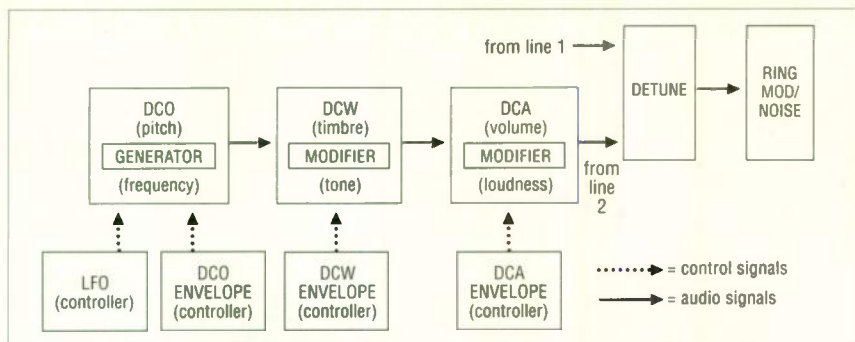 from line 1
DETUNE
RING
MOD/
NOISE
DCO
(pitch)
GENERATOR
(frequency)
DCW
(timbre)
MODIFIER
(tone)
DCA
(volume)
MODIFIER
(loudness)
from
line
2
LFO
(controller)
DCO
ENVELOPE
(controller)
DCW
ENVELOPE
(controller)
DCA
ENVELOPE
(controller)
= control signals
= audio signals